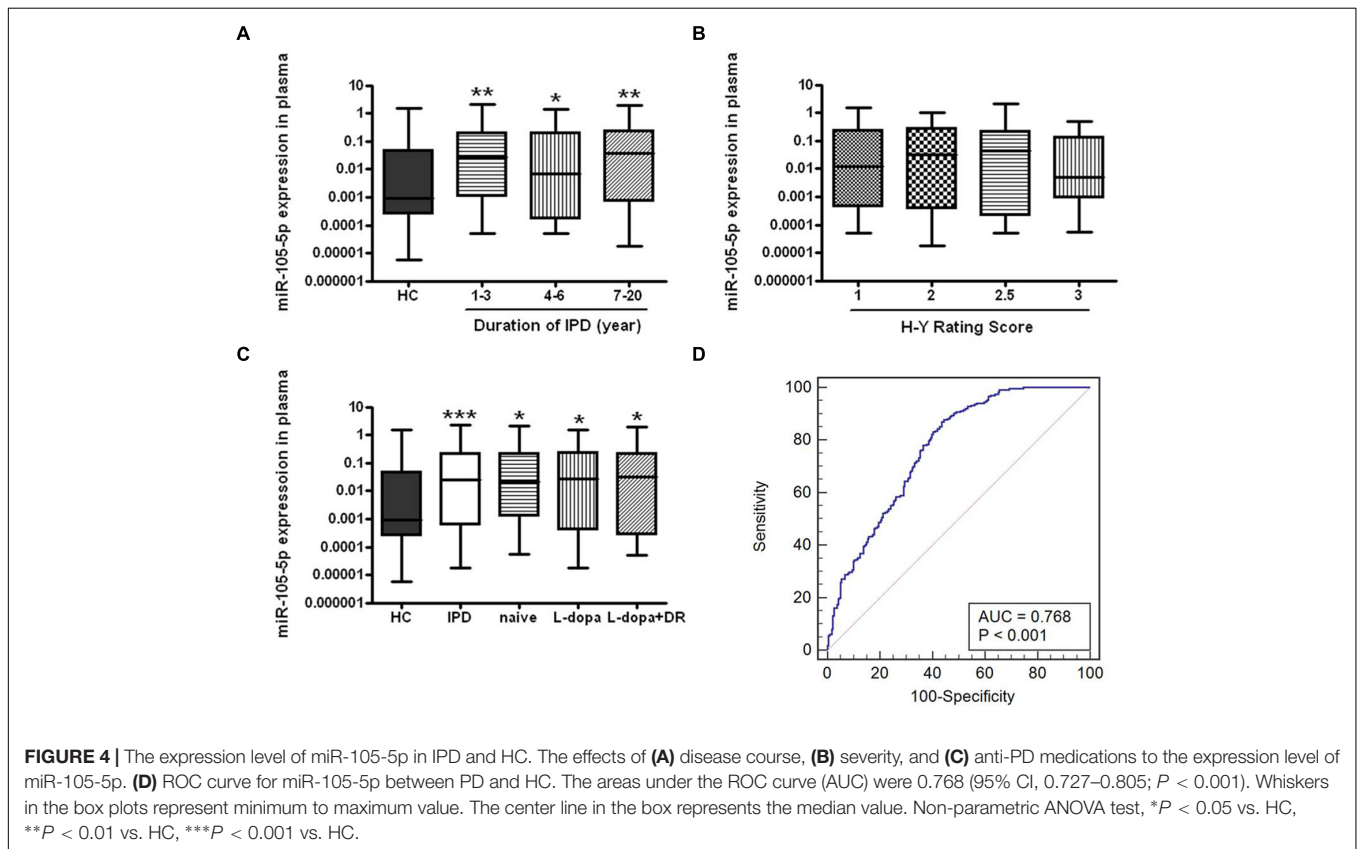 A
miR-105-5p expression in plasma
10
1
0.1
0.01
0.001
0.0001
0.00001
0.000001
** * **
HC 1-3 4-6 7-20
Duration of IPD (year)
B
miR-105-5p expression in plasma
10
1
0.1
0.01
0.001
0.0001
0.00001
0.000001
1 2 2.5 3
H-Y Rating Score
C
miR-105-5p expressoion in plasma
10
1
0.1
0.01
0.001
0.0001
0.00001
0.000001
*** * * *
HC IPD naive L-dopa L-dopa+DR
D
Sensitivity
100
80
60
40
20
0
AUC = 0.768
P < 0.001
0 20 40 60 80 100
100-Specificity
FIGURE 4 | The expression level of miR-105-5p in IPD and HC. The effects of (A) disease course, (B) severity, and (C) anti-PD medications to the expression level of
miR-105-5p. (D) ROC curve for miR-105-5p between PD and HC. The areas under the ROC curve (AUC) were 0.768 (95% CI, 0.727–0.805; P < 0.001). Whiskers
in the box plots represent minimum to maximum value. The center line in the box represents the median value. Non-parametric ANOVA test, *P < 0.05 vs. HC,
**P < 0.01 vs. HC, ***P < 0.001 vs. HC.